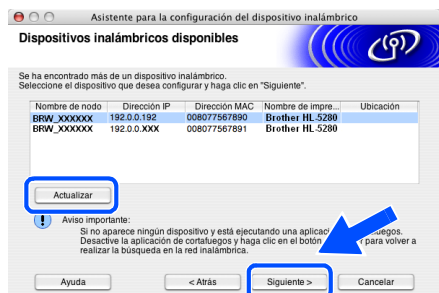 Asistente para la configuración del dispositivo inalámbrico
Dispositivos inalámbricos disponibles
Se ha encontrado más de un dispositivo inalámbrico.
Seleccione el dispositivo que desea configurar y haga clic en "Siguiente".
Nombre de nodo Dirección IP Dirección MAC Nombre de impre... Ubicación
BRW_XXXXXX 192.0.0.192 008077567890 Brother HL-5280
BRW_XXXXXX 192.0.0.XXX 008077567891 Brother HL-5280
Actualizar
Aviso importante:
Si no aparece ningún dispositivo y está ejecutando una aplicaci uegos.
Desactive la aplicación de cortafuegos y haga clic en el botón para volver a
realizar la búsqueda en la red inalámbrica.
Ayuda < Atrás Siguiente > Cancelar